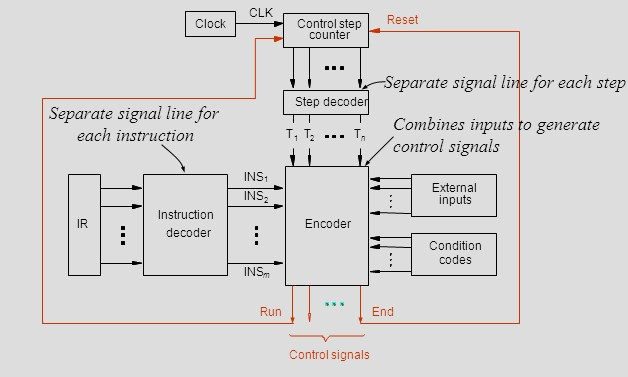 CLK
Clock
Control step
counter
Reset
Separate signal line for each step
Step decoder
Separate signal line for
each instruction
T1 T2 Tn
Combines inputs to generate
control signals
INS1
INS2
INSm
IR
Instruction
decoder
Encoder
External
inputs
Condition
codes
Run
End
Control signals